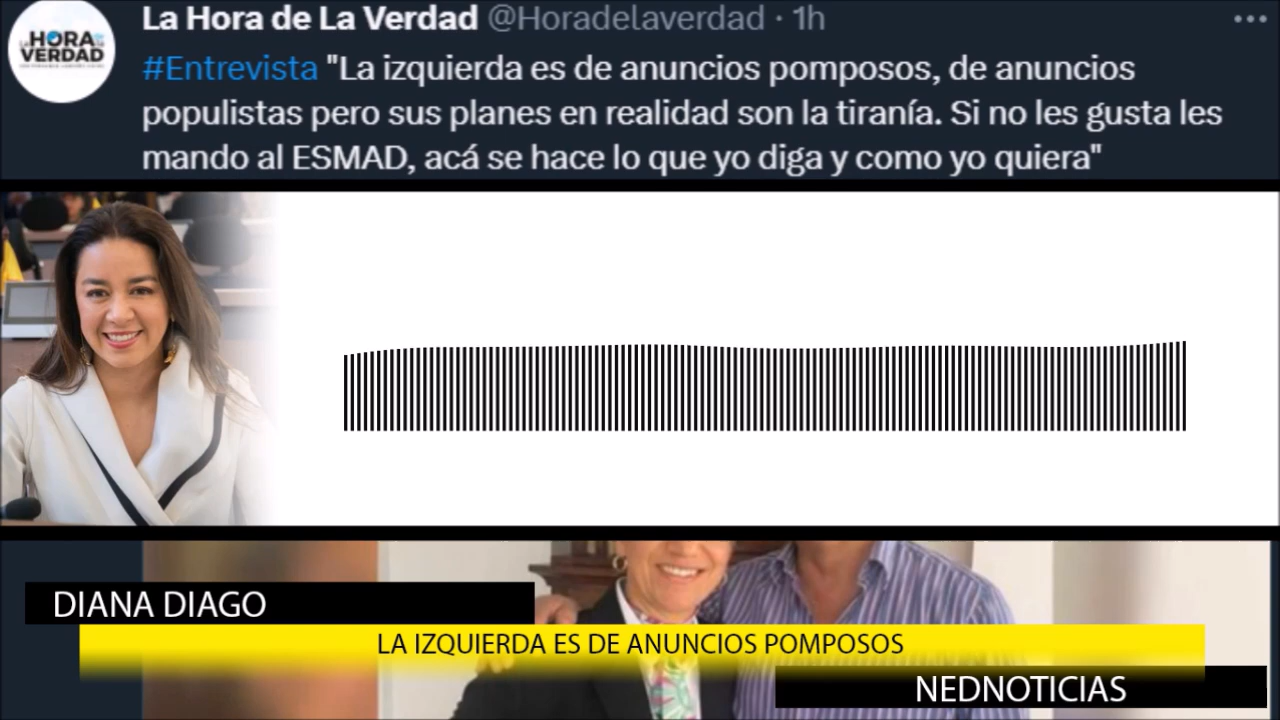 La Hora de La Verdad @Horadelaverdad · 1h
HORA
VERDAD
#Entrevista "La izquierda es de anuncios pomposos, de anuncios
populistas pero sus planes en realidad son la tiranía. Si no les gusta les
mando al ESMAD, acá se hace lo que yo diga y como yo quiera"
DIANA DIAGO
LA IZQUIERDA ES DE ANUNCIOS POMPOSOS
NEDNOTICIAS